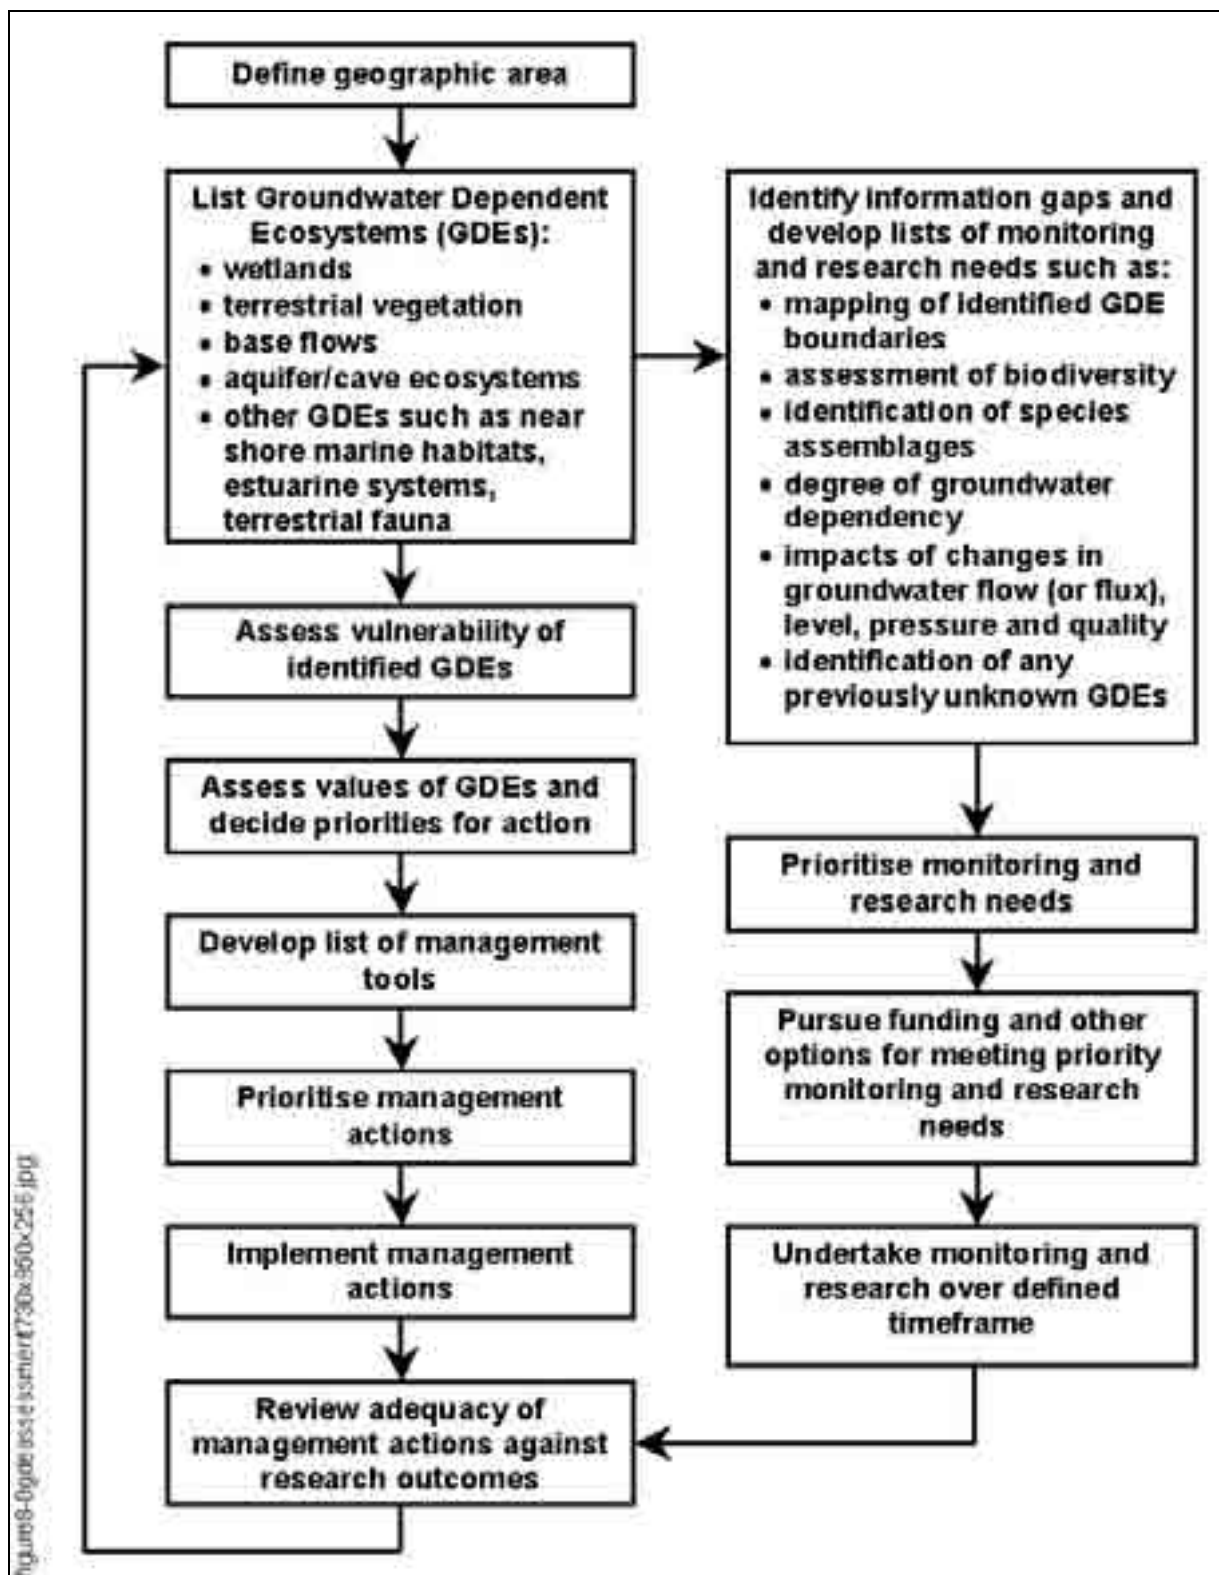 Define geographic area
List Groundwater Dependent
Ecosystems (GDEs):
• wetlands
• terrestrial vegetation
• base flows
• aquifer/cave ecosystems
• other GDEs such as near
shore marine habitats,
estuarine systems,
terrestrial fauna
Assess vulnerability of
identified GDEs
Assess values of GDEs and
decide priorities for action
Develop list of management
tools
Prioritise management
actions
Implement management
actions
Review adequacy of
management actions against
research outcomes
Identify information gaps and
develop lists of monitoring
and research needs such as:
• mapping of identified GDE
boundaries
• assessment of biodiversity
• identification of species
assemblages
• degree of groundwater
dependency
• impacts of changes in
groundwater flow (or flux),
level, pressure and quality
• identification of any
previously unknown GDEs
Prioritise monitoring and
research needs
Pursue funding and other
options for meeting priority
monitoring and research
needs
Undertake monitoring and
research over defined
timeframe